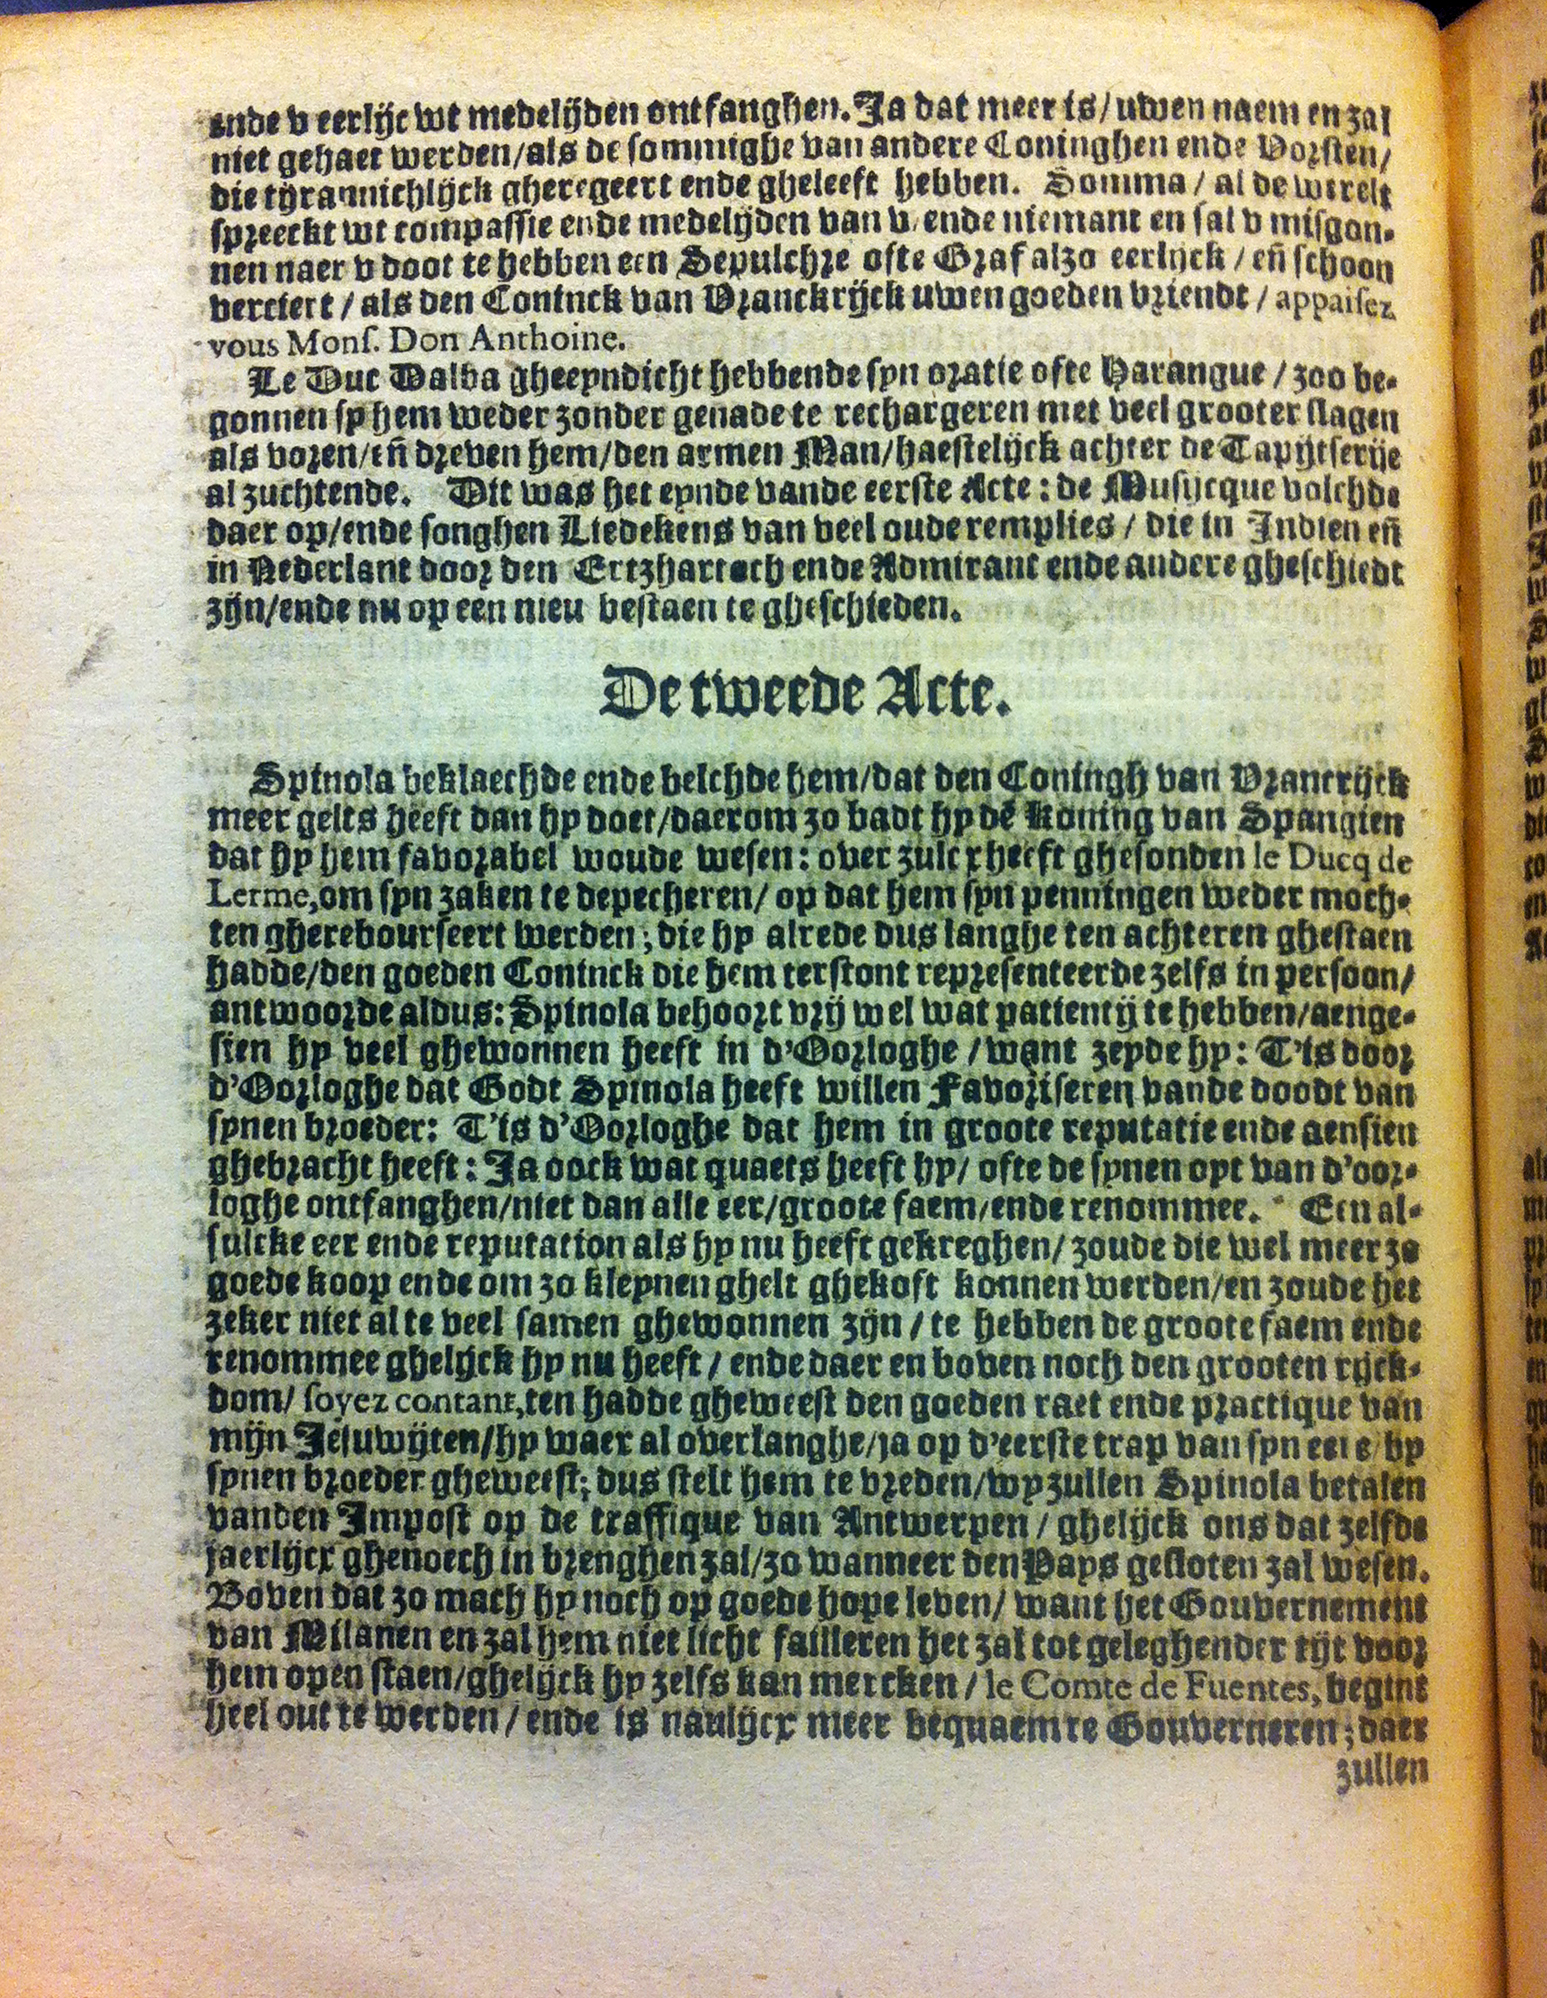 ende v eerlijc wt medelijden ontfanghen. Ja dat meer is/ uwen naem en zal
niet gehaet werden/als de sommighe van andere Coninghen ende Vorsten/
die tyrannichlijck gheregeert ende gheleeft hebben. Somma / al de werelt
spreeckt wt compassie ende medelijden van v/ ende niemant en sal v misgon-
nen naer v doot te hebben een Sepulchre ofte Graf alzo eerlijck / eñ schoon
verciert / als den Coninck van Vranckrijck uwen goeden vriendt / appaisez
vous Mons. Don Anthoine.
Le Duc Dalba gheeyndicht hebbende syn oratie ofte Harangue / zoo be-
gonnen sy hem weder zonder genade te rechargeren met veel grooter slagen
als voren/eñ dreven hem/den armen Man/haestelijck achter de Tapijtserije
al zuchtende. Dit was het eynde vande eerste Acte : de Musijcque volchde
daer op/ende songhen Liedekens van veel oude remplies / die in Indien eñ
in Nederlant door den Ertzhartoch ende Admirant ende andere gheschiedt
zijn/ende nu op een nieu bestaen te gheschieden.
De tweede Acte.
Spinola beklaechde ende belchde hem/dat den Coningh van Vrancrijck
meer gelts heeft dan hy doet/daerom zo badt hy dē Koning van Spangien
dat hy hem favorabel woude wesen : over zulcx heeft ghesonden le Ducq de
Lerme, om syn zaken te depecheren/ op dat hem syn penningen weder moch-
ten gherebourseert werden ; die hy alrede dus langhe ten achteren ghestaen
hadde/den goeden Coninck die hem terstont representeerde zelfs in persoon/
antwoorde aldus: Spinola behoort vrij wel wat patientij te hebben/aenge-
sien hy veel ghewonnen heeft in d'Oorloghe / want zeyde hy : T'is door
d'Oorloghe dat Godt Spinola heeft willen Favoriseren vande doodt van
synen broeder: T'is d'Oorloghe dat hem in groote reputatie ende aensien
ghebracht heeft : Ja oock wat quaets heeft hy/ ofte de synen oyt van d'oor-
loghe ontfanghen/niet dan alle eer/groote faem/ende renommee. Een al-
sulcke eer ende reputation als hy nu heeft gekreghen/ zoude die wel meer zo
goede koop ende om zo kleynen ghelt ghekoft konnen werden/en zoude het
zeker niet al te veel samen ghewonnen zijn / te hebben de groote faem ende
renommee ghelijck hy nu heeft / ende daer en boven noch den grooten rijck-
dom/ soyez contant, ten hadde gheweest den goeden raet ende practique van
mijn Jesuwijten/hy waer al overlanghe/ja op d'eerste trap van syn eere by
synen broeder gheweest; dus stelt hem te vreden/wy zullen Spinola betalen
vanden Impost op de traffique van Antwerpen / ghelijck ons dat zelfde
jaerlijcx ghenoech in brenghen zal/zo wanneer den Pays gesloten zal wesen.
Boven dat zo mach hy noch op goede hope leven/ want het Gouvernement
van Milanen en zal hem niet licht failleren het zal tot geleghender tijt voor
hem open staen/ghelijck hy zelfs kan mercken / le Comte de Fuentes, begint
heel out te werden / ende is naulijcx meer bequaem te Gouverneren ; daer
zullen